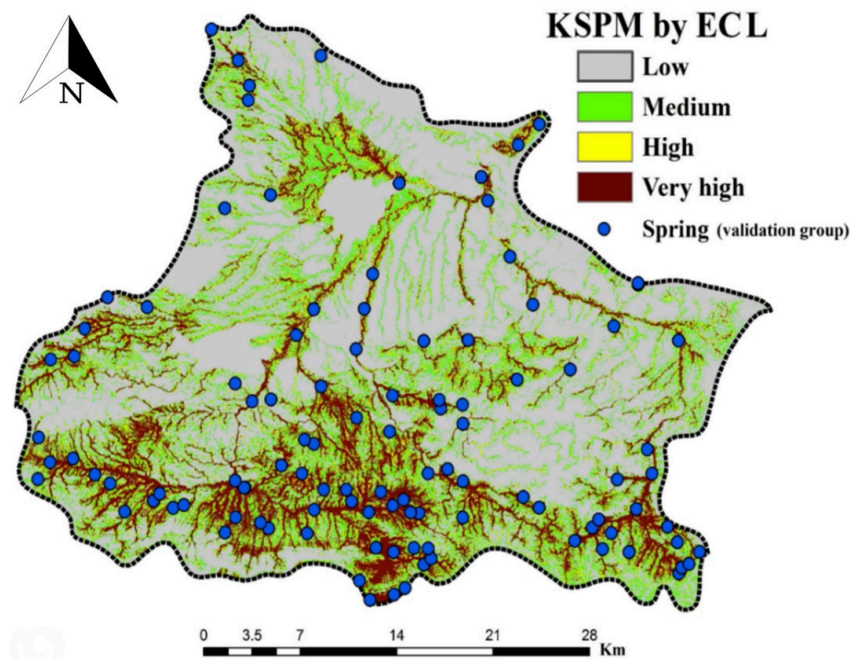 KSPM by ECL
Low
Medium
High
Very high
Spring (validation group)
N
0 3.5 7 14 21 28
Km